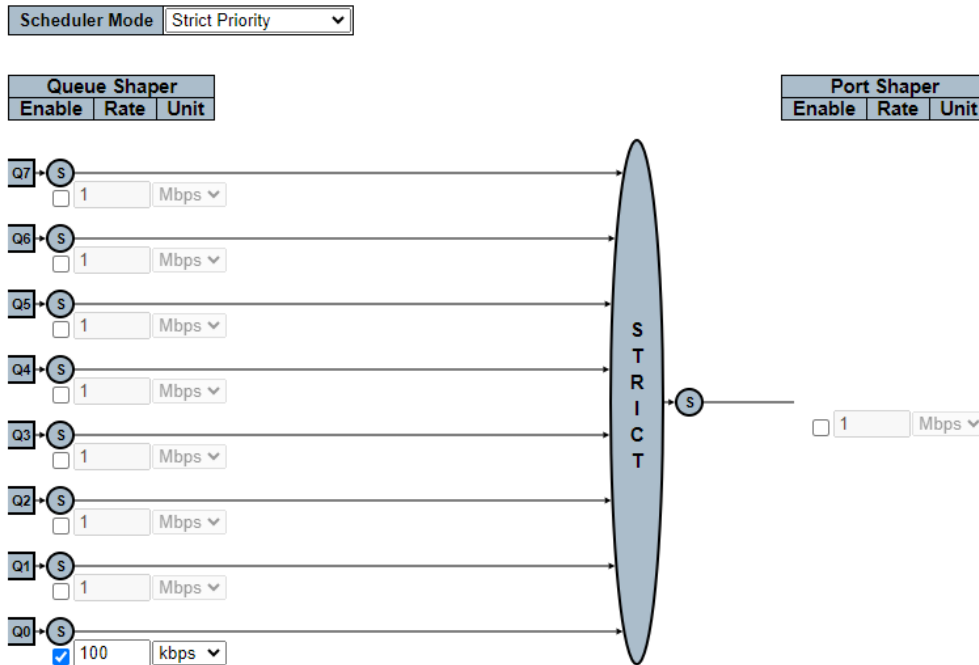 Scheduler Mode Strict Priority
Queue Shaper
Enable Rate Unit
Port Shaper
Enable Rate Unit
Q7 S
1 Mbps
Q6 S
1 Mbps
Q5 S
1 Mbps
Q4 S
1 Mbps
STRICT
S
1 Mbps
Q3 S
1 Mbps
Q2 S
1 Mbps
Q1 S
1 Mbps
Q0 S
100 kbps